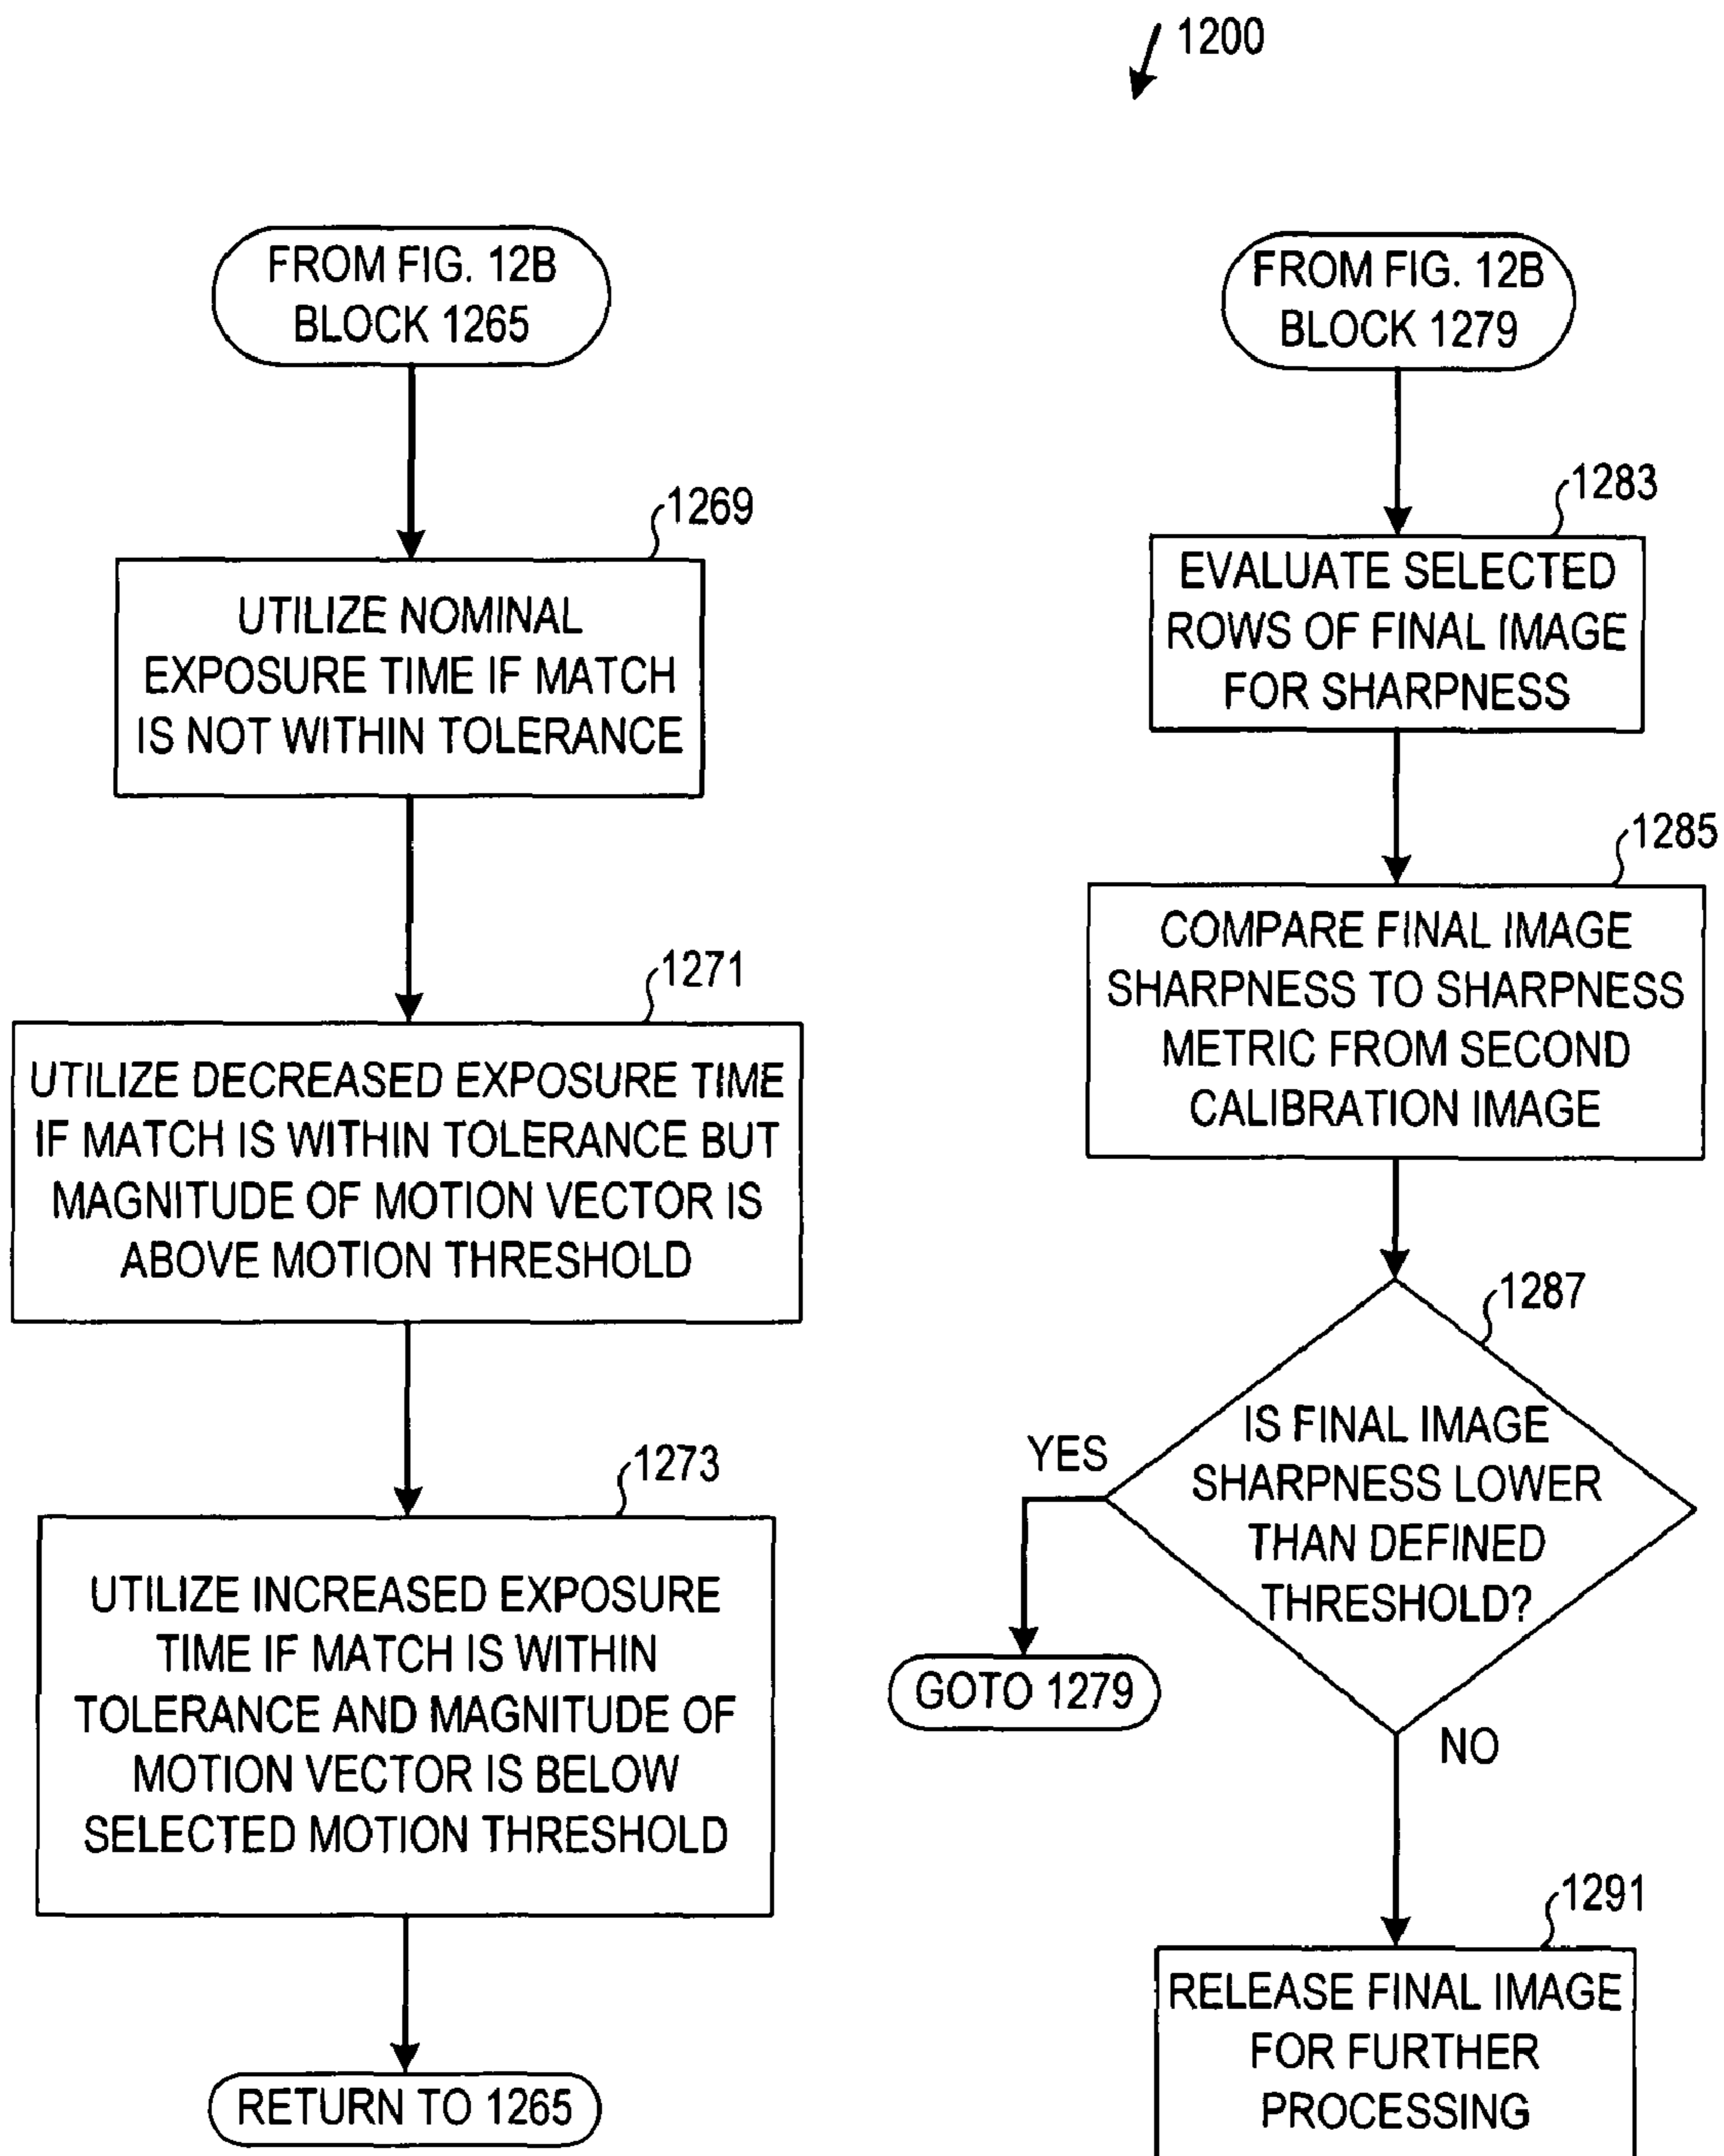 1200
FROM FIG. 12B
BLOCK 1265
1269
UTILIZE NOMINAL
EXPOSURE TIME IF MATCH
IS NOT WITHIN TOLERANCE
1271
UTILIZE DECREASED EXPOSURE TIME
IF MATCH IS WITHIN TOLERANCE BUT
MAGNITUDE OF MOTION VECTOR IS
ABOVE MOTION THRESHOLD
1273
UTILIZE INCREASED EXPOSURE
TIME IF MATCH IS WITHIN
TOLERANCE AND MAGNITUDE OF
MOTION VECTOR IS BELOW
SELECTED MOTION THRESHOLD
RETURN TO 1265
FROM FIG. 12B
BLOCK 1279
1283
EVALUATE SELECTED
ROWS OF FINAL IMAGE
FOR SHARPNESS
1285
COMPARE FINAL IMAGE
SHARPNESS TO SHARPNESS
METRIC FROM SECOND
CALIBRATION IMAGE
1287
IS FINAL IMAGE
SHARPNESS LOWER
THAN DEFINED
THRESHOLD?
YES
GOTO 1279
NO
1291
RELEASE FINAL IMAGE
FOR FURTHER
PROCESSING